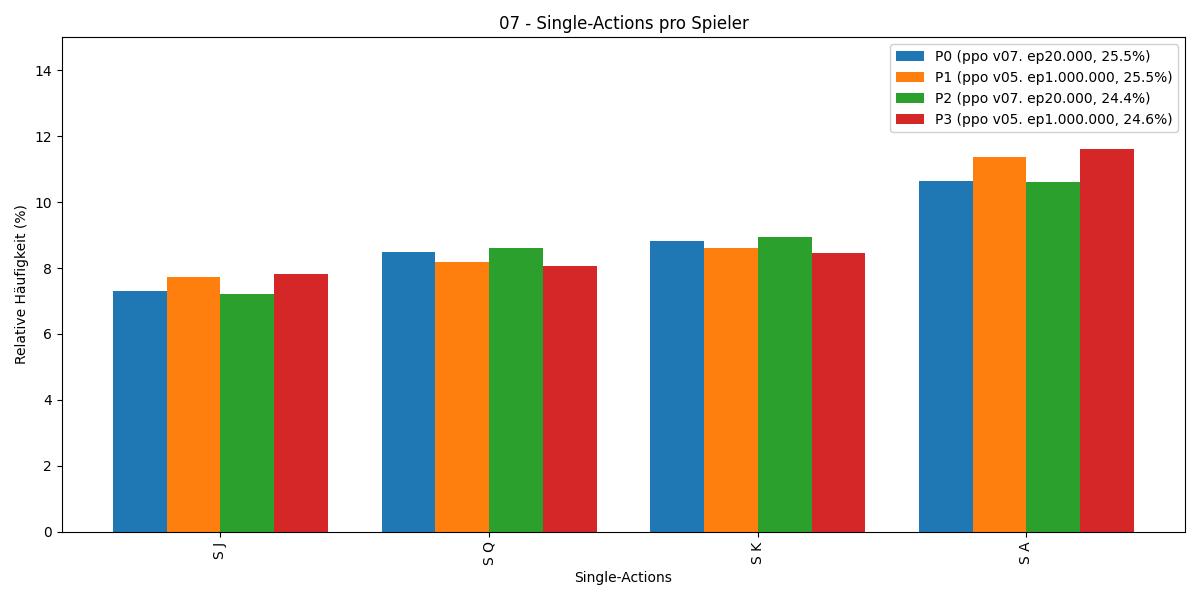 07 - Single-Actions pro Spieler
P0 (ppo v07. ep20.000, 25.5%)
P1 (ppo v05. ep1.000.000, 25.5%)
P2 (ppo v07. ep20.000, 24.4%)
P3 (ppo v05. ep1.000.000, 24.6%)
Relative Häufigkeit (%)
14
12
10
8
6
4
2
0
S J
S Q
S K
S A
Single-Actions